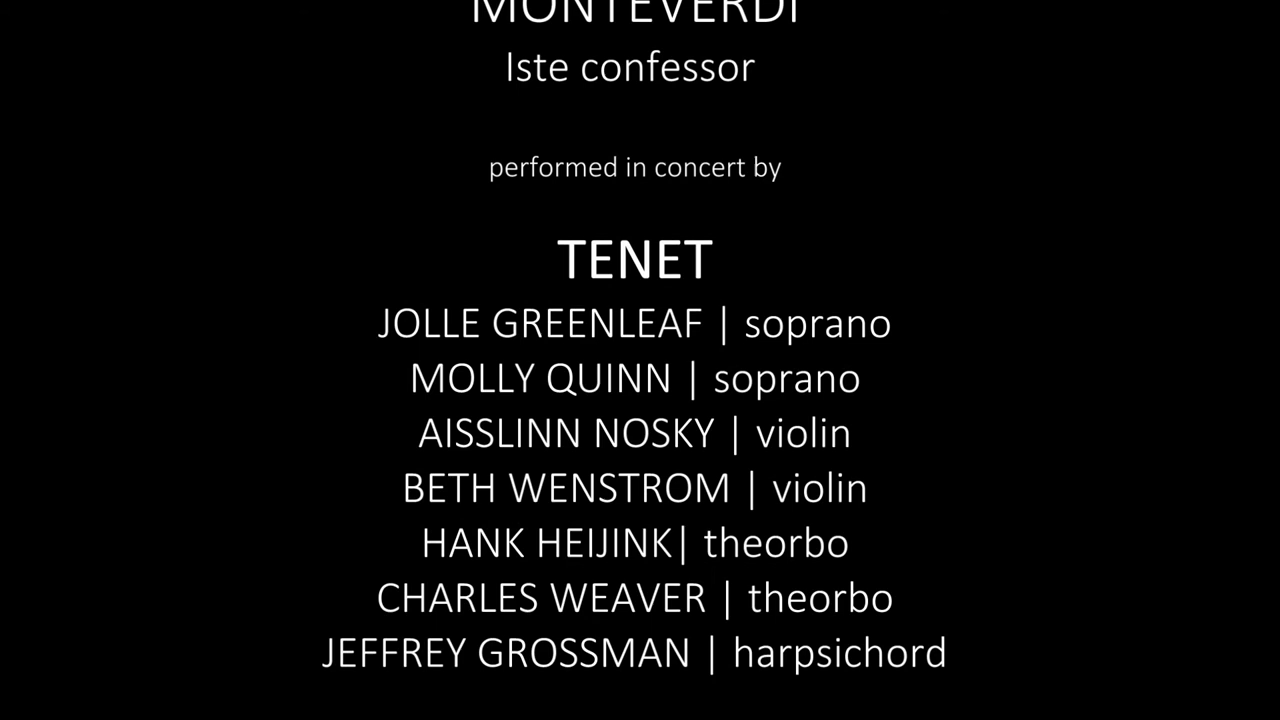 MONTEVERDI
Iste confessor
performed in concert by
TENET
JOLLE GREENLEAF | soprano
MOLLY QUINN | soprano
AISSLINN NOSKY | violin
BETH WENSTROM | violin
HANK HEIJINK| theorbo
CHARLES WEAVER | theorbo
JEFFREY GROSSMAN | harpsichord